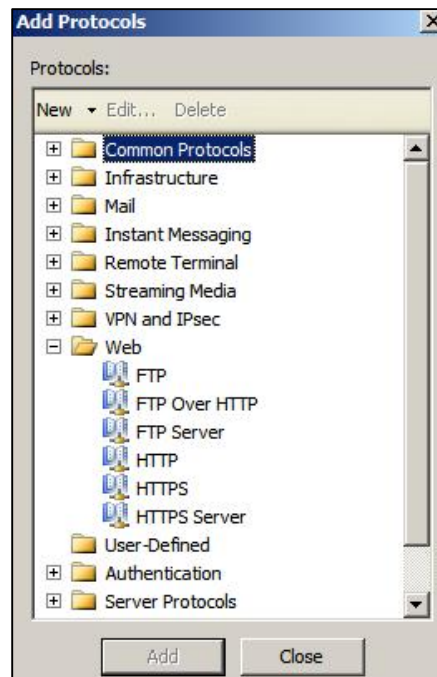 Add Protocols
Protocols:
New Edit... Delete
Common Protocols
Infrastructure
Mail
Instant Messaging
Remote Terminal
Streaming Media
VPN and IPsec
Web
FTP
FTP Over HTTP
FTP Server
HTTP
HTTPS
HTTPS Server
User-Defined
Authentication
Server Protocols
Add Close